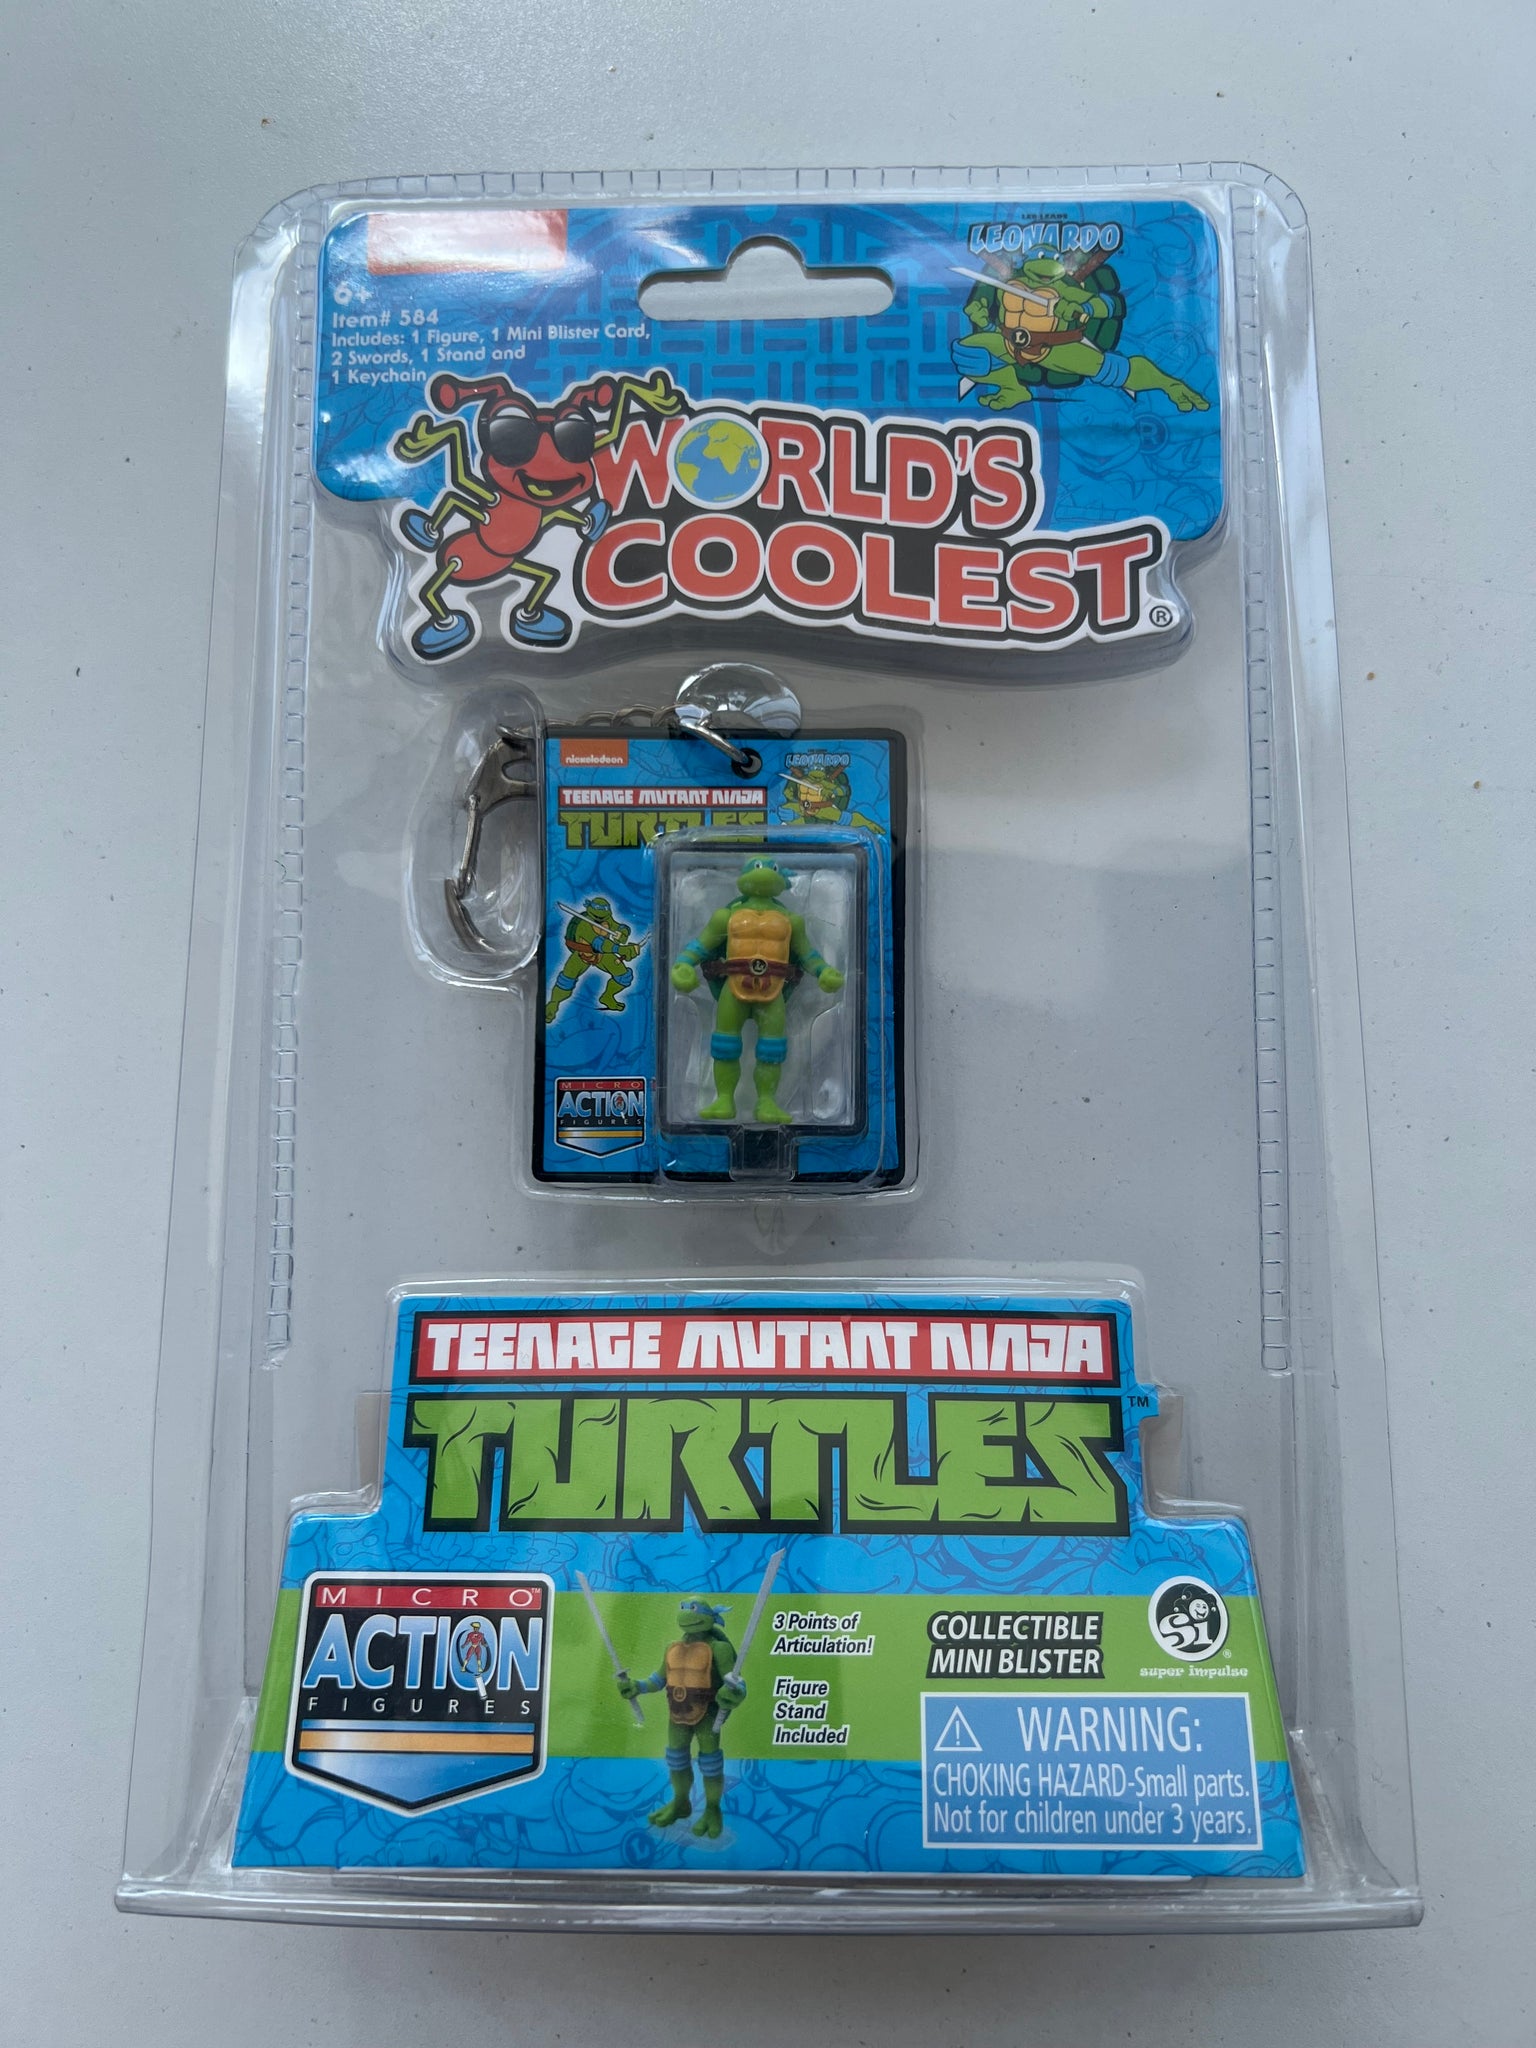 LEO LEADS
LEONARDO
6+
Item# 584
Includes: 1 Figure, 1 Mini Blister Card,
2 Swords, 1 Stand and
1 Keychain
WORLD'S
COOLEST®
nickelodeon
LEONARDO
TEENAGE MUTANT NINJA
TURTLES
L
MICRO
ACTION
FIGURES
TEENAGE MUTANT NINJA
TURTLES™
MICRO™
ACTION
FIGURES
3 Points of
Articulation!
Figure
Stand
Included
COLLECTIBLE
MINI BLISTER
Si®
super impulse
WARNING:
CHOKING HAZARD-Small parts.
Not for children under 3 years.